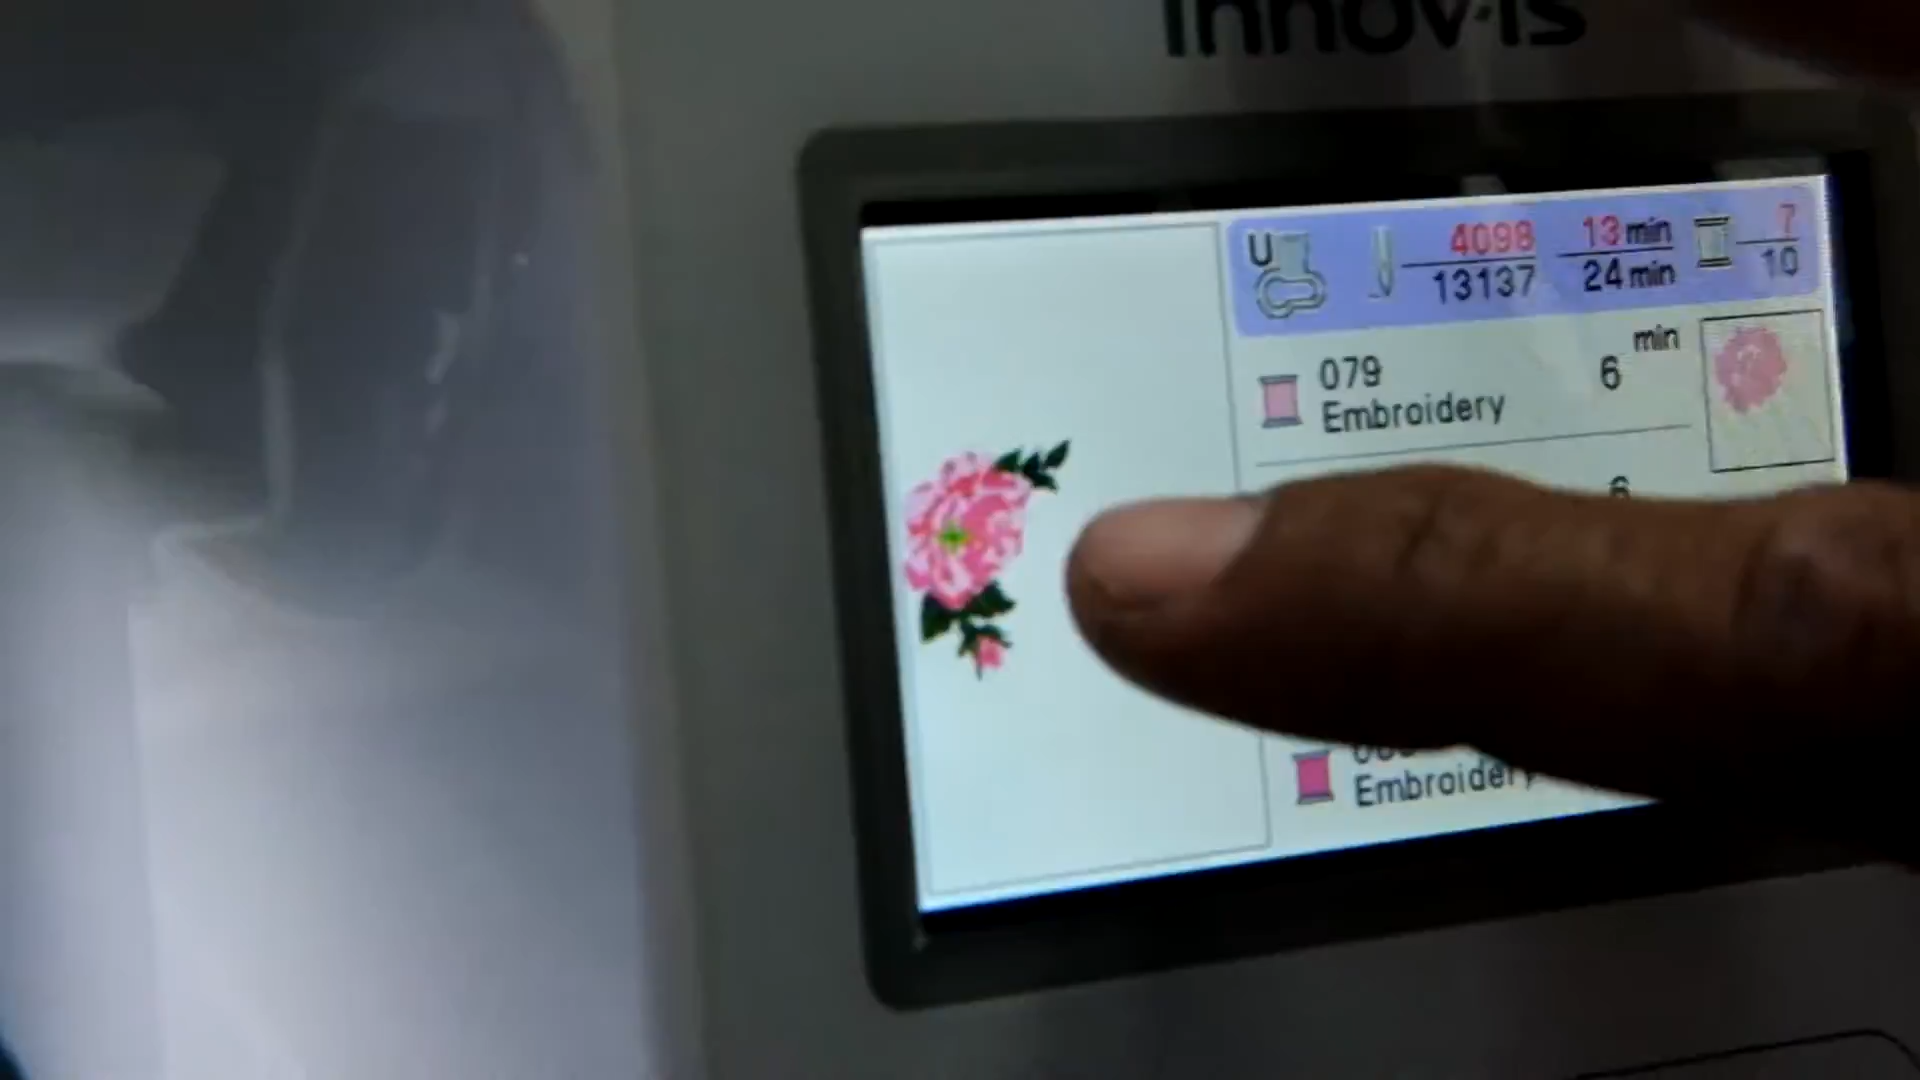 innov-is
U 4098 13 min 7
13137 24 min 10
min
079 6
Embroidery
6
Embroidery